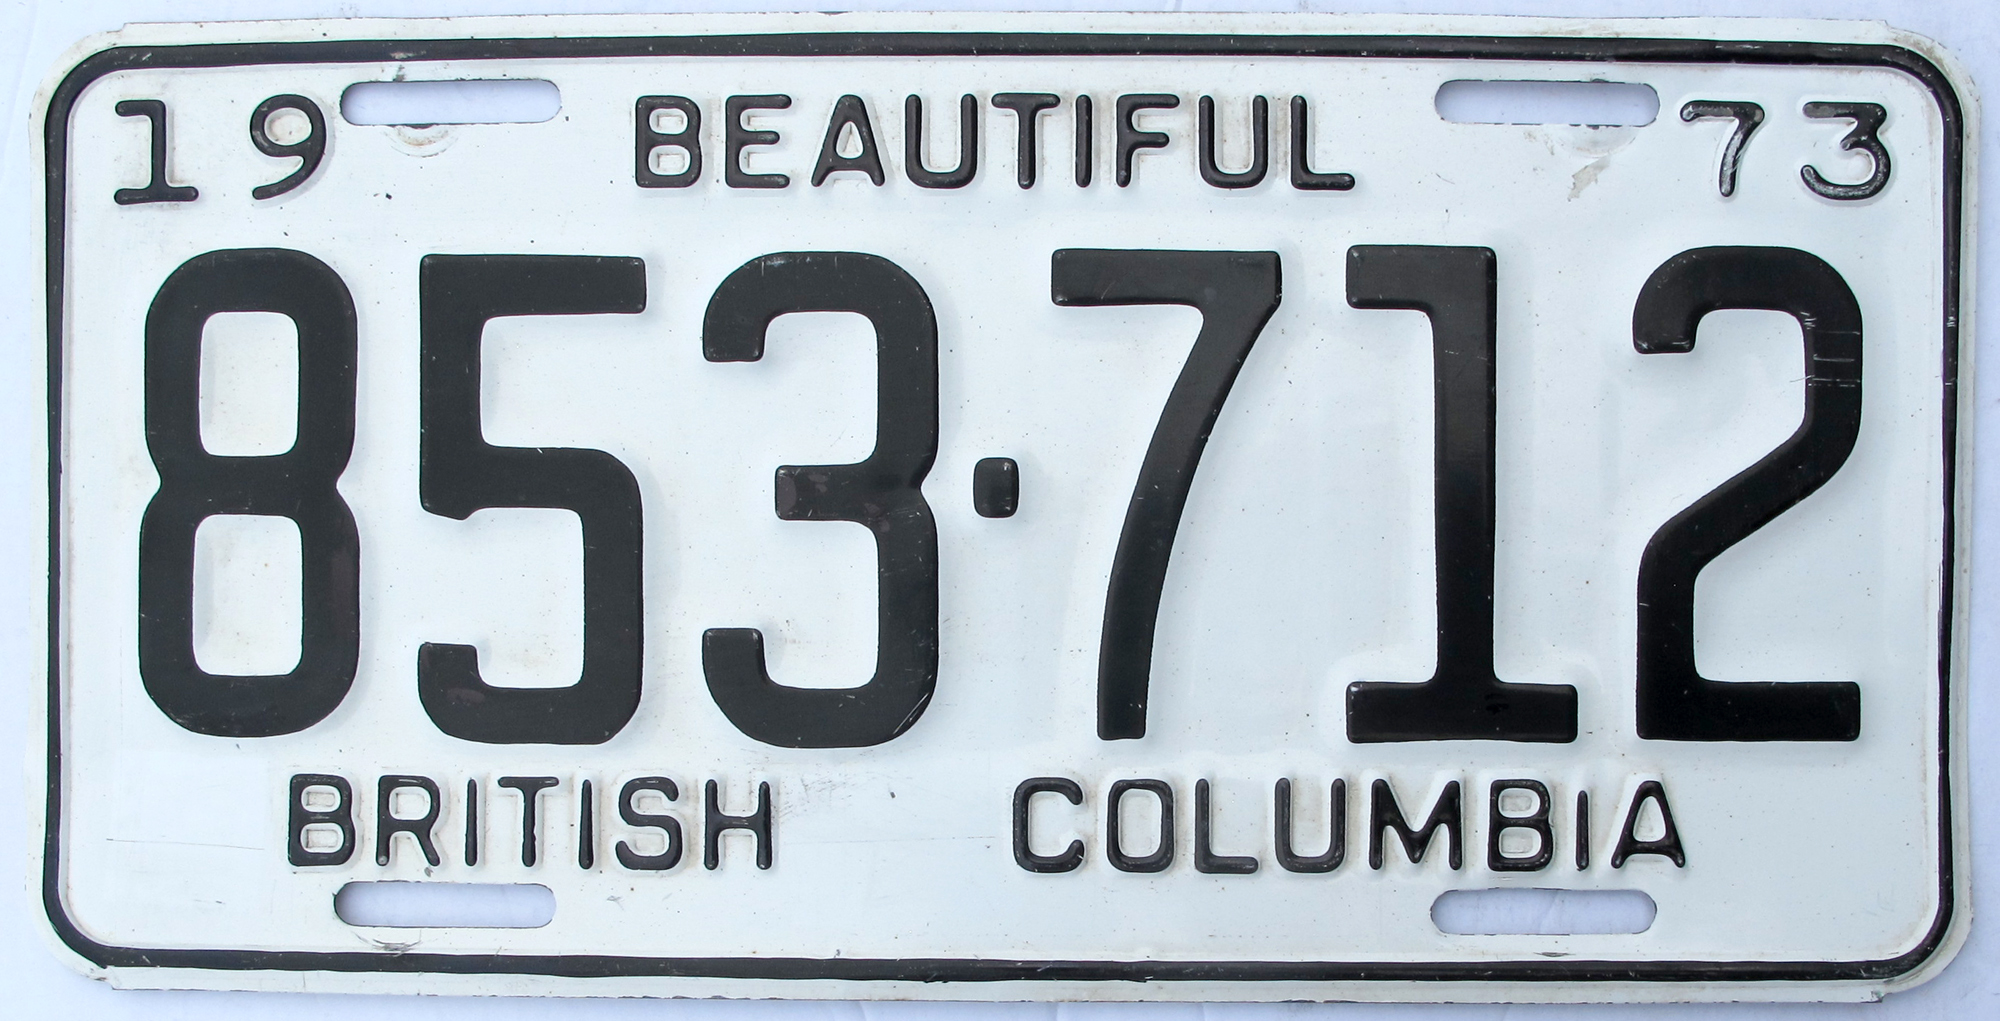 19 BEAUTIFUL 73
853·712
BRITISH COLUMBIA